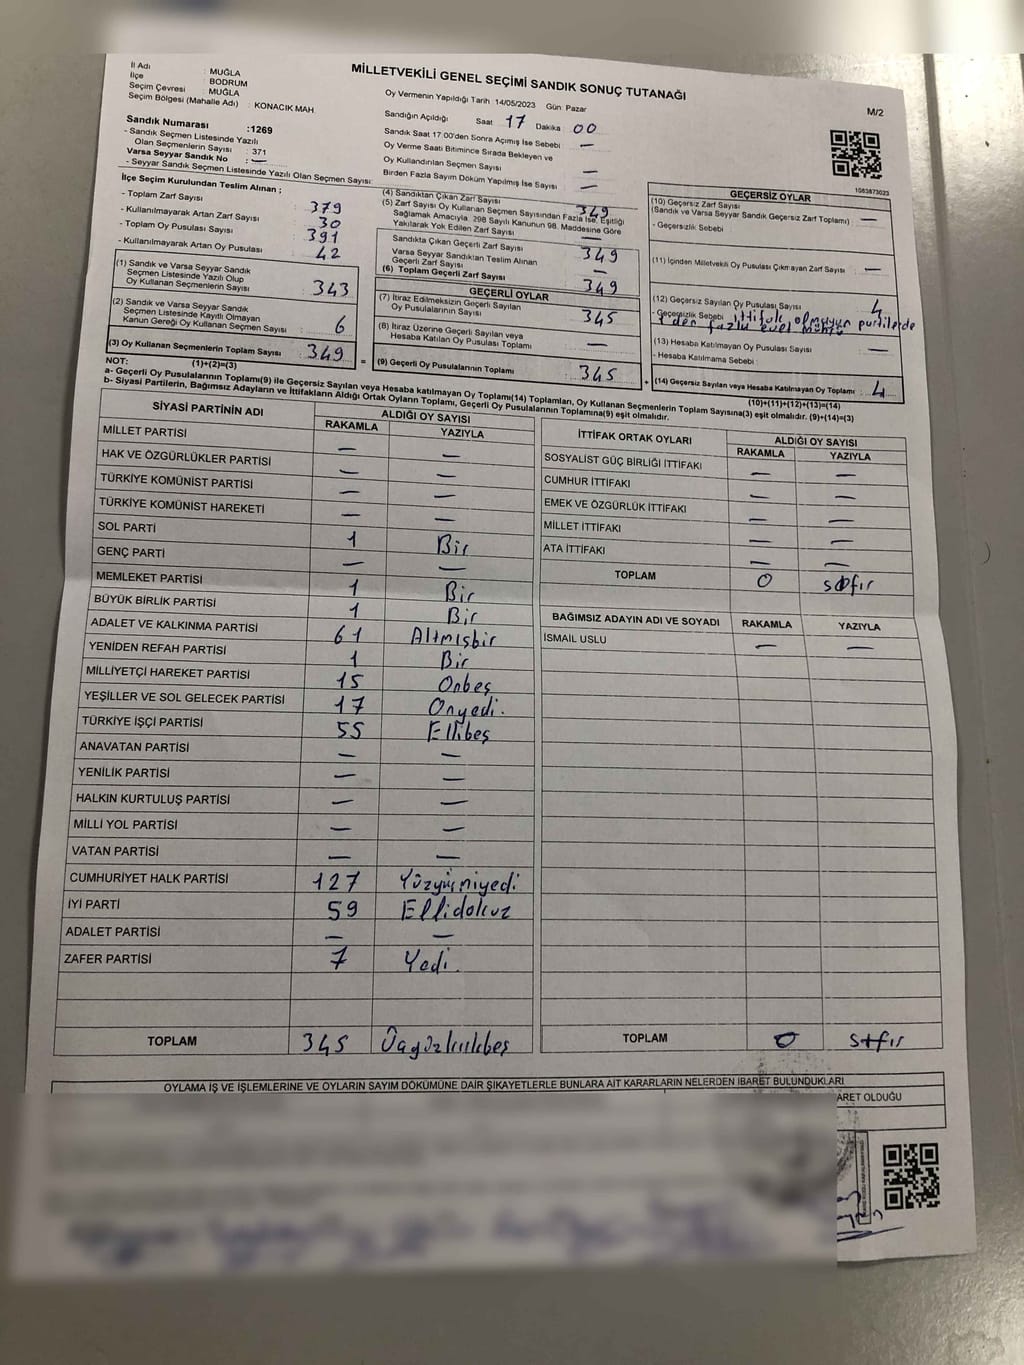 MİLLETVEKİLİ GENEL SEÇİMİ SANDIK SONUÇ TUTANAĞI
M/2
İl Adı : MUĞLA
İlçe : BODRUM
Seçim Çevresi : MUĞLA
Seçim Bölgesi (Mahalle Adı) : KONACIK MAH.
Sandık Numarası :1269
- Sandık Seçmen Listesinde Yazılı
Olan Seçmenlerin Sayısı : 371
Varsa Seyyar Sandık No : —
- Seyyar Sandık Seçmen Listesinde Yazılı Olan Seçmen Sayısı:
Oy Vermenin Yapıldığı Tarih :14/05/2023 Gün: Pazar
Sandığın Açıldığı Saat 17 Dakika 00
Sandık Saat 17.00'den Sonra Açılmış İse Sebebi —
Oy Verme Saati Bitiminde Sırada Bekleyen ve
Oy Kullandırılan Seçmen Sayısı —
Birden Fazla Sayım Döküm Yapılmış İse Sayısı —
1083873023
İlçe Seçim Kurulundan Teslim Alınan ;
- Toplam Zarf Sayısı 379
- Kullanılmayarak Artan Zarf Sayısı 30
- Toplam Oy Pusulası Sayısı 391
- Kullanılmayarak Artan Oy Pusulası 42
(1) Sandık ve Varsa Seyyar Sandık
Seçmen Listesinde Yazılı Olup
Oy Kullanan Seçmenlerin Sayısı : 343
(2) Sandık ve Varsa Seyyar Sandık
Seçmen Listesinde Kayıtlı Olmayan
Kanun Gereği Oy Kullanan Seçmen Sayısı : 6
(3) Oy Kullanan Seçmenlerin Toplam Sayısı : 349
(1)+(2)=(3)
(4) Sandıktan Çıkan Zarf Sayısı 349
(5) Zarf Sayısı Oy Kullanan Seçmen Sayısından Fazla İse, Eşitliği
Sağlamak Amacıyla, 298 Sayılı Kanunun 98. Maddesine Göre
Yakılarak Yok Edilen Zarf Sayısı —
Sandıkta Çıkan Geçerli Zarf Sayısı 349
Varsa Seyyar Sandıktan Teslim Alınan
Geçerli Zarf Sayısı —
(6) Toplam Geçerli Zarf Sayısı 349
GEÇERLİ OYLAR
(7) İtiraz Edilmeksizin Geçerli Sayılan
Oy Pusulalarının Sayısı 345
(8) İtiraz Üzerine Geçerli Sayılan veya
Hesaba Katılan Oy Pusulası Toplamı —
= (9) Geçerli Oy Pusulalarının Toplamı 345
GEÇERSİZ OYLAR
(10) Geçersiz Zarf Sayısı
(Sandık ve Varsa Seyyar Sandık Geçersiz Zarf Toplamı) —
- Geçersizlik Sebebi :
(11) İçinden Milletvekili Oy Pusulası Çıkmayan Zarf Sayısı —
(12) Geçersiz Sayılan Oy Pusulası Sayısı 4
- Geçersizlik Sebebi : ittifak olmayan partilerde
1'den fazla evet mührü
(13) Hesaba Katılmayan Oy Pusulası Sayısı —
- Hesaba Katılmama Sebebi :
+ (14) Geçersiz Sayılan veya Hesaba Katılmayan Oy Toplamı : 4
(10)+(11)+(12)+(13)=(14)
NOT:
a- Geçerli Oy Pusulalarının Toplamı(9) ile Geçersiz Sayılan veya Hesaba katılmayan Oy Toplamı(14) Toplamları, Oy Kullanan Seçmenlerin Toplam Sayısına(3) eşit olmalıdır. (9)+(14)=(3)
b- Siyasi Partilerin, Bağımsız Adayların ve İttifakların Aldığı Ortak Oyların Toplamı, Geçerli Oy Pusulalarının Toplamına(9) eşit olmalıdır.
SİYASİ PARTİNİN ADI ALDIĞI OY SAYISI
RAKAMLA YAZIYLA
MİLLET PARTİSİ — —
HAK VE ÖZGÜRLÜKLER PARTİSİ — —
TÜRKİYE KOMÜNİST PARTİSİ — —
TÜRKİYE KOMÜNİST HAREKETİ — —
SOL PARTİ 1 Bir
GENÇ PARTİ — —
MEMLEKET PARTİSİ 1 Bir
BÜYÜK BİRLİK PARTİSİ 1 Bir
ADALET VE KALKINMA PARTİSİ 61 Altmışbir
YENİDEN REFAH PARTİSİ 1 Bir
MİLLİYETÇİ HAREKET PARTİSİ 15 Onbeş
YEŞİLLER VE SOL GELECEK PARTİSİ 17 Onyedi.
TÜRKİYE İŞÇİ PARTİSİ 55 Ellibeş
ANAVATAN PARTİSİ — —
YENİLİK PARTİSİ — —
HALKIN KURTULUŞ PARTİSİ — —
MİLLİ YOL PARTİSİ — —
VATAN PARTİSİ — —
CUMHURİYET HALK PARTİSİ 127 Yüzyirmiyedi
İYİ PARTİ 59 Ellidokuz
ADALET PARTİSİ — —
ZAFER PARTİSİ 7 Yedi.
TOPLAM 345 Üçyüzkırkbeş
İTTİFAK ORTAK OYLARI ALDIĞI OY SAYISI
RAKAMLA YAZIYLA
SOSYALİST GÜÇ BİRLİĞİ İTTİFAKI — —
CUMHUR İTTİFAKI — —
EMEK VE ÖZGÜRLÜK İTTİFAKI — —
MİLLET İTTİFAKI — —
ATA İTTİFAKI — —
TOPLAM 0 sıfır
BAĞIMSIZ ADAYIN ADI VE SOYADI RAKAMLA YAZIYLA
İSMAİL USLU — —
TOPLAM 0 sıfır
OYLAMA İŞ VE İŞLEMLERİNE VE OYLARIN SAYIM DÖKÜMÜNE DAİR ŞİKAYETLERLE BUNLARA AİT KARARLARIN NELERDEN İBARET BULUNDUKLARI
ARET OLDUĞU